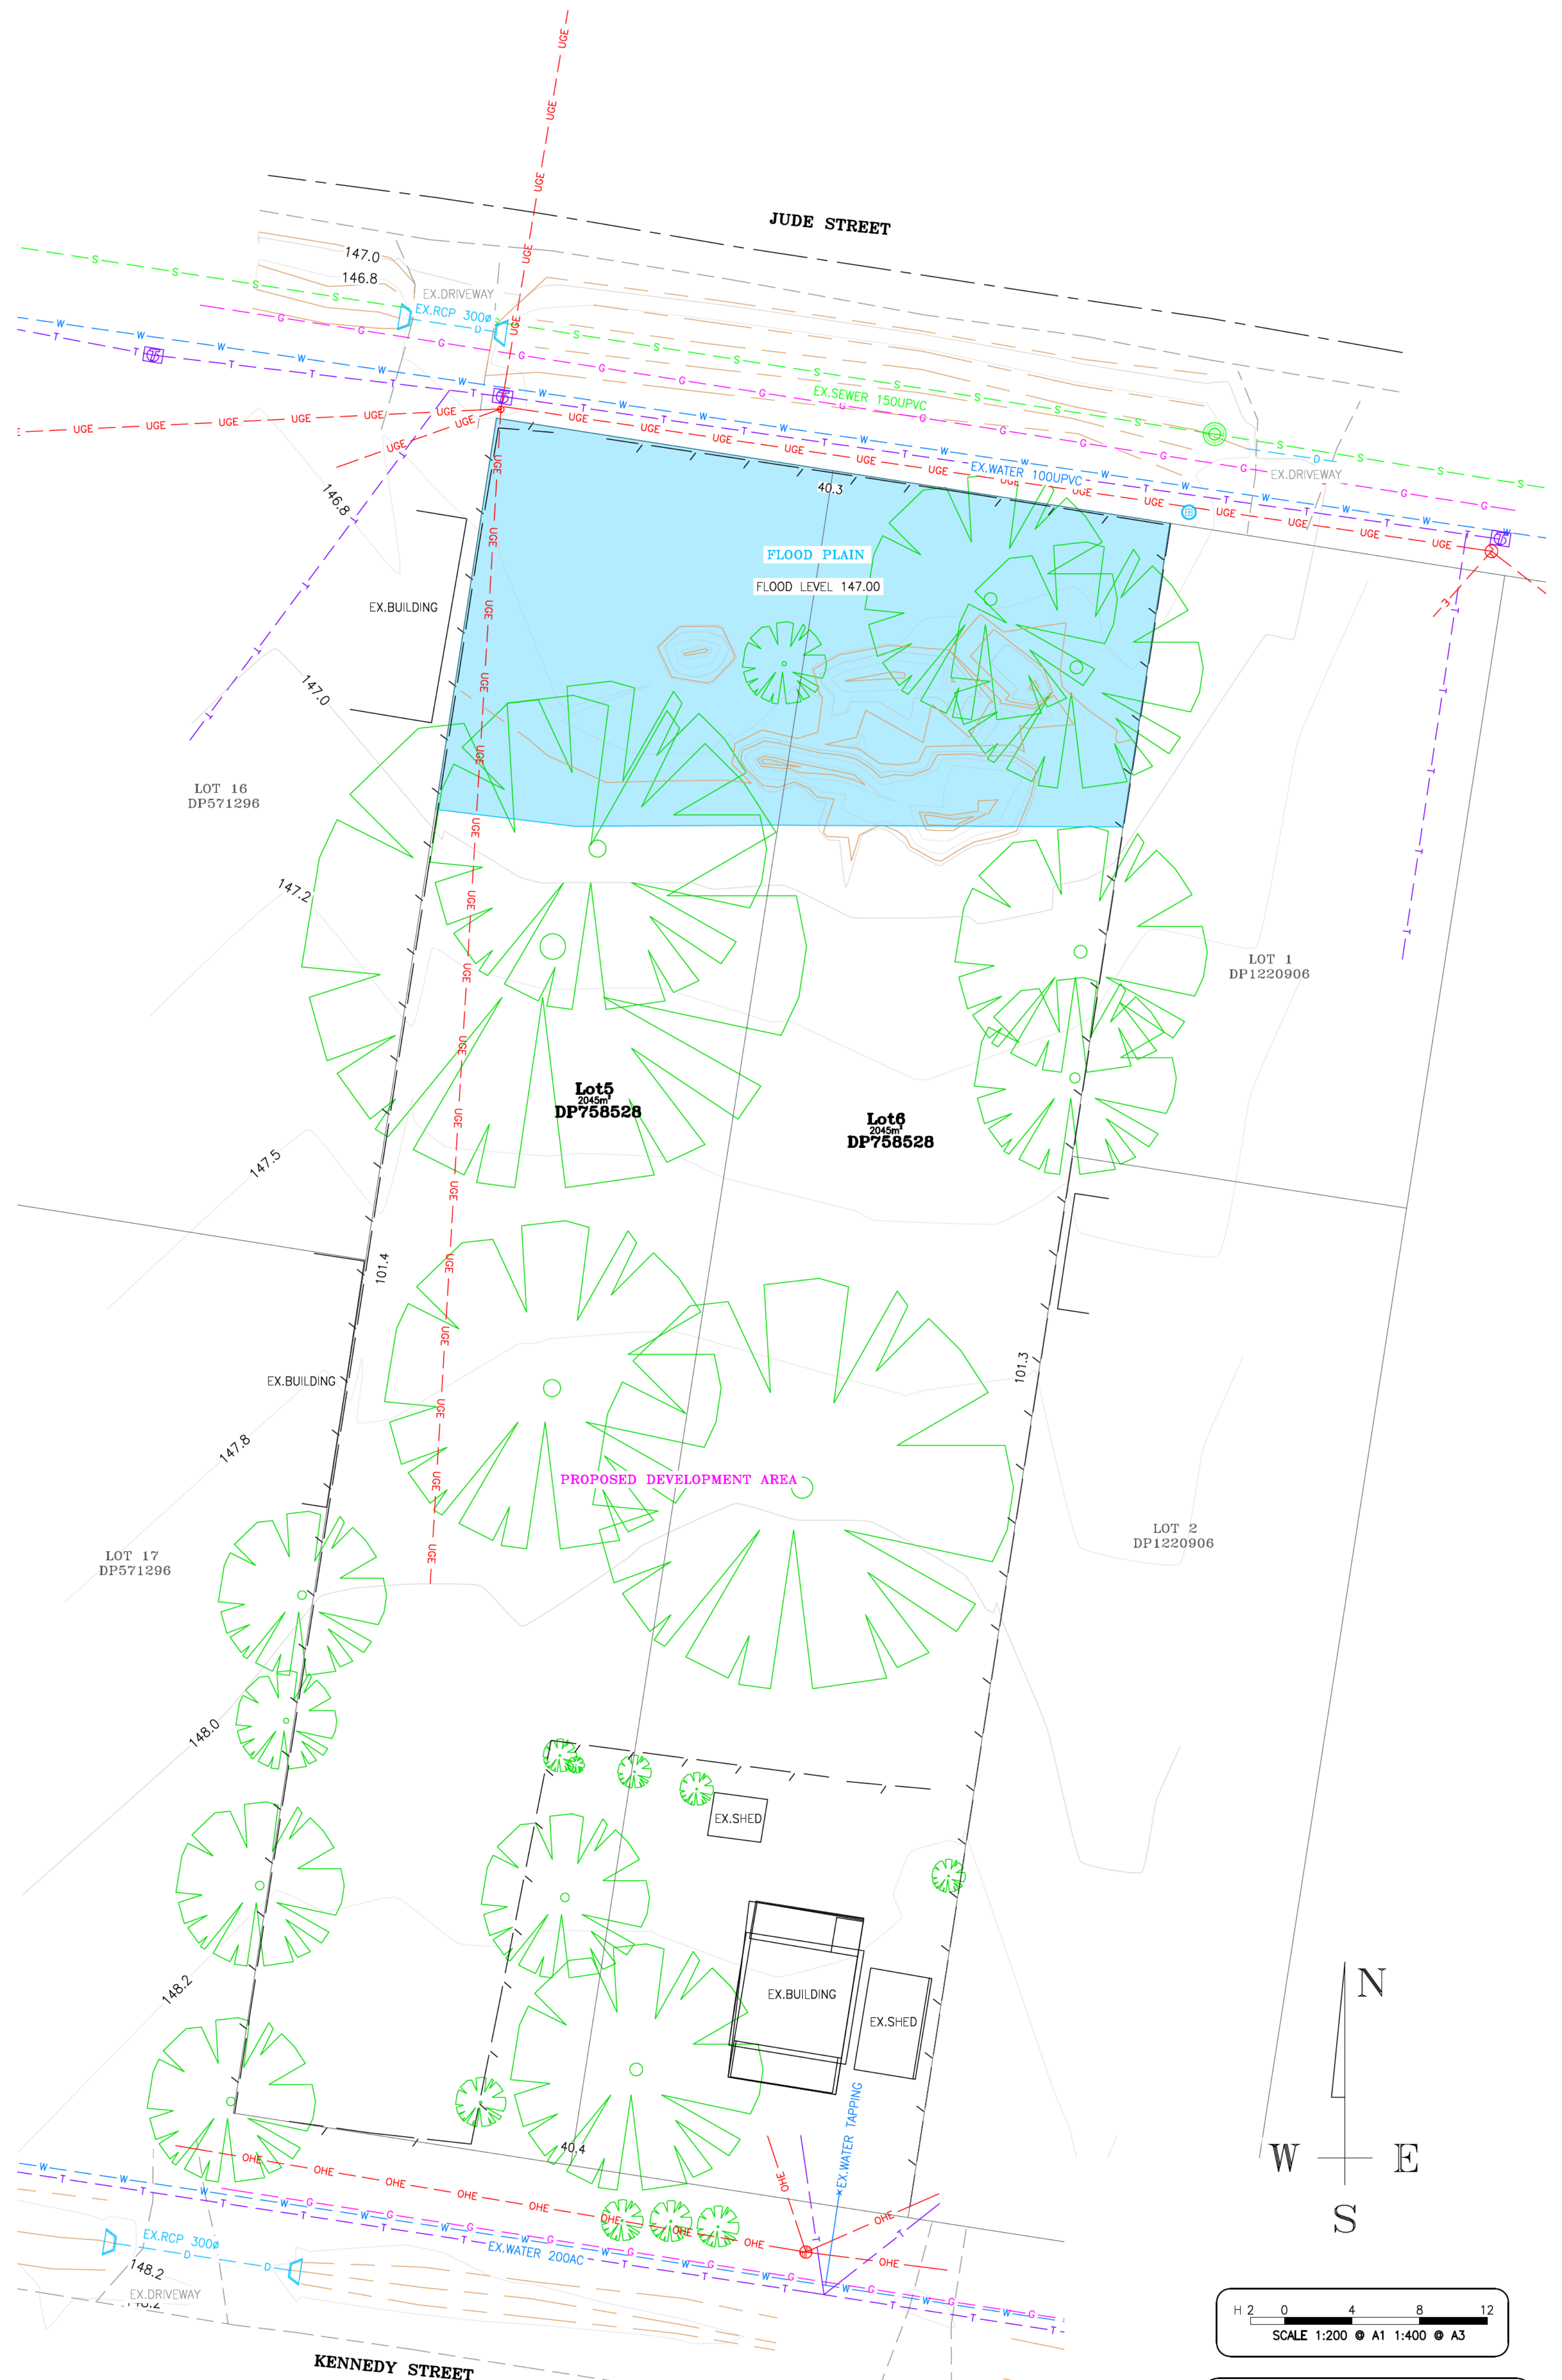 UGE
JUDE STREET
147.0
146.8
EX.DRIVEWAY
EX.RCP 300ø
D
S
G
W
T
EX.SEWER 150UPVC
EX.WATER 100UPVC
EX.DRIVEWAY
40.3
146.8
FLOOD PLAIN
FLOOD LEVEL 147.00
EX.BUILDING
147.0
LOT 16
DP571296
147.2
LOT 1
DP1220906
Lot5
2045m²
DP758528
Lot6
2045m²
DP758528
147.5
101.4
101.3
EX.BUILDING
147.8
PROPOSED DEVELOPMENT AREA
LOT 17
DP571296
LOT 2
DP1220906
148.0
EX.SHED
148.2
EX.BUILDING
EX.SHED
EX.WATER TAPPING
40.4
OHE
EX.RCP 300ø
D
EX.WATER 200AC
148.2
EX.DRIVEWAY
148.2
KENNEDY STREET
N
W E
S
H 2 0 4 8 12
SCALE 1:200 @ A1 1:400 @ A3